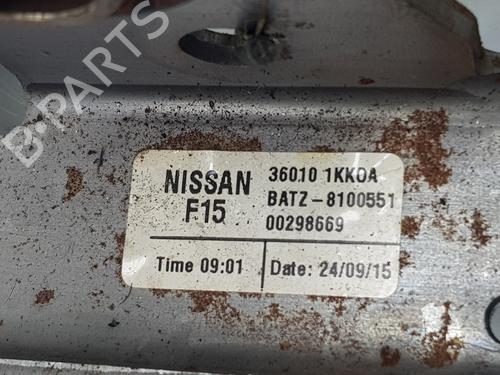 B-PARTS
NISSAN
F15
36010 1KK0A
BATZ-8100551
00298669
Time 09:01
Date: 24/09/15